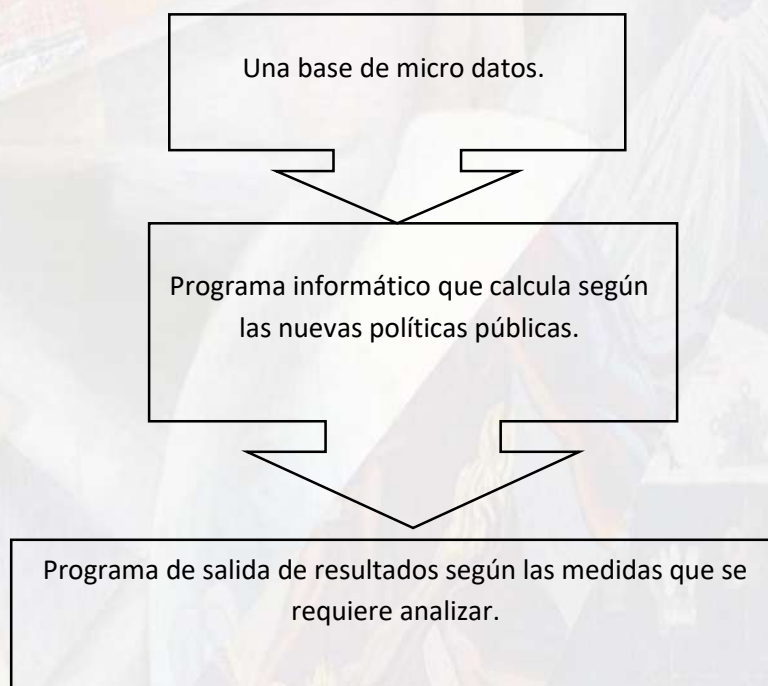 Una base de micro datos.
Programa informático que calcula según
las nuevas políticas públicas.
Programa de salida de resultados según las medidas que se
requiere analizar.